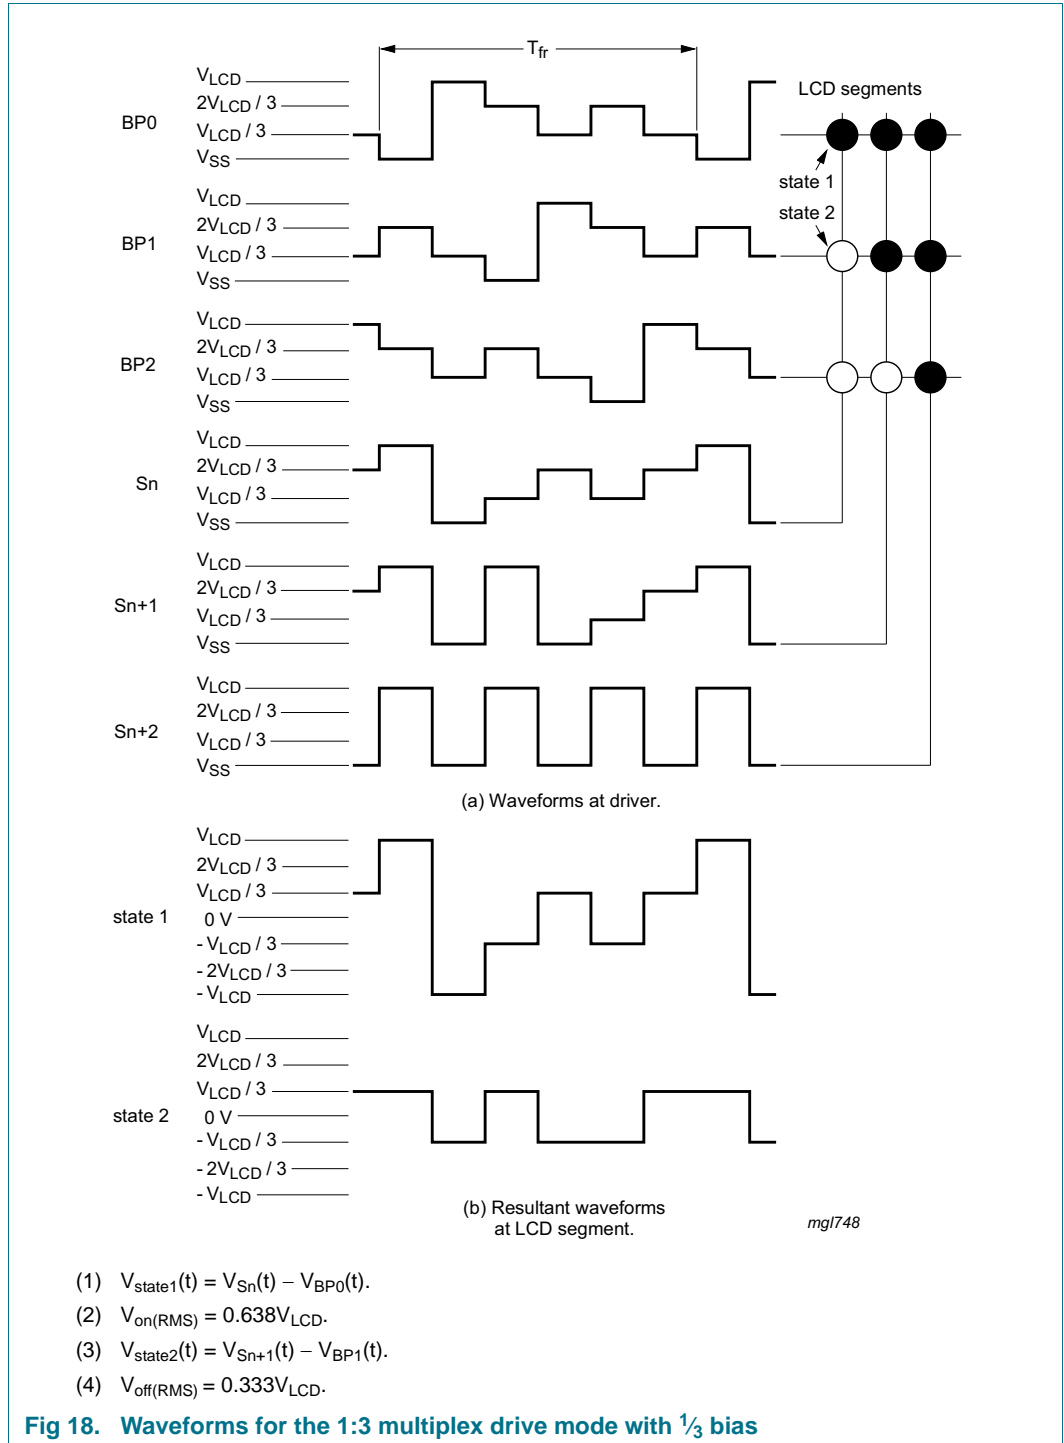 Tfr
VLCD
2VLCD / 3
BP0
VLCD / 3
VSS
LCD segments
state 1
state 2
VLCD
2VLCD / 3
BP1
VLCD / 3
VSS
VLCD
2VLCD / 3
BP2
VLCD / 3
VSS
VLCD
2VLCD / 3
Sn
VLCD / 3
VSS
VLCD
2VLCD / 3
Sn+1
VLCD / 3
VSS
VLCD
2VLCD / 3
Sn+2
VLCD / 3
VSS
(a) Waveforms at driver.
VLCD
2VLCD / 3
VLCD / 3
state 1
0 V
- VLCD / 3
- 2VLCD / 3
- VLCD
VLCD
2VLCD / 3
VLCD / 3
state 2
0 V
- VLCD / 3
- 2VLCD / 3
- VLCD
(b) Resultant waveforms
at LCD segment.
mgl748
(1) Vstate1(t) = VSn(t) − VBP0(t).
(2) Von(RMS) = 0.638VLCD.
(3) Vstate2(t) = VSn+1(t) − VBP1(t).
(4) Voff(RMS) = 0.333VLCD.
Fig 18. Waveforms for the 1:3 multiplex drive mode with 1⁄3 bias